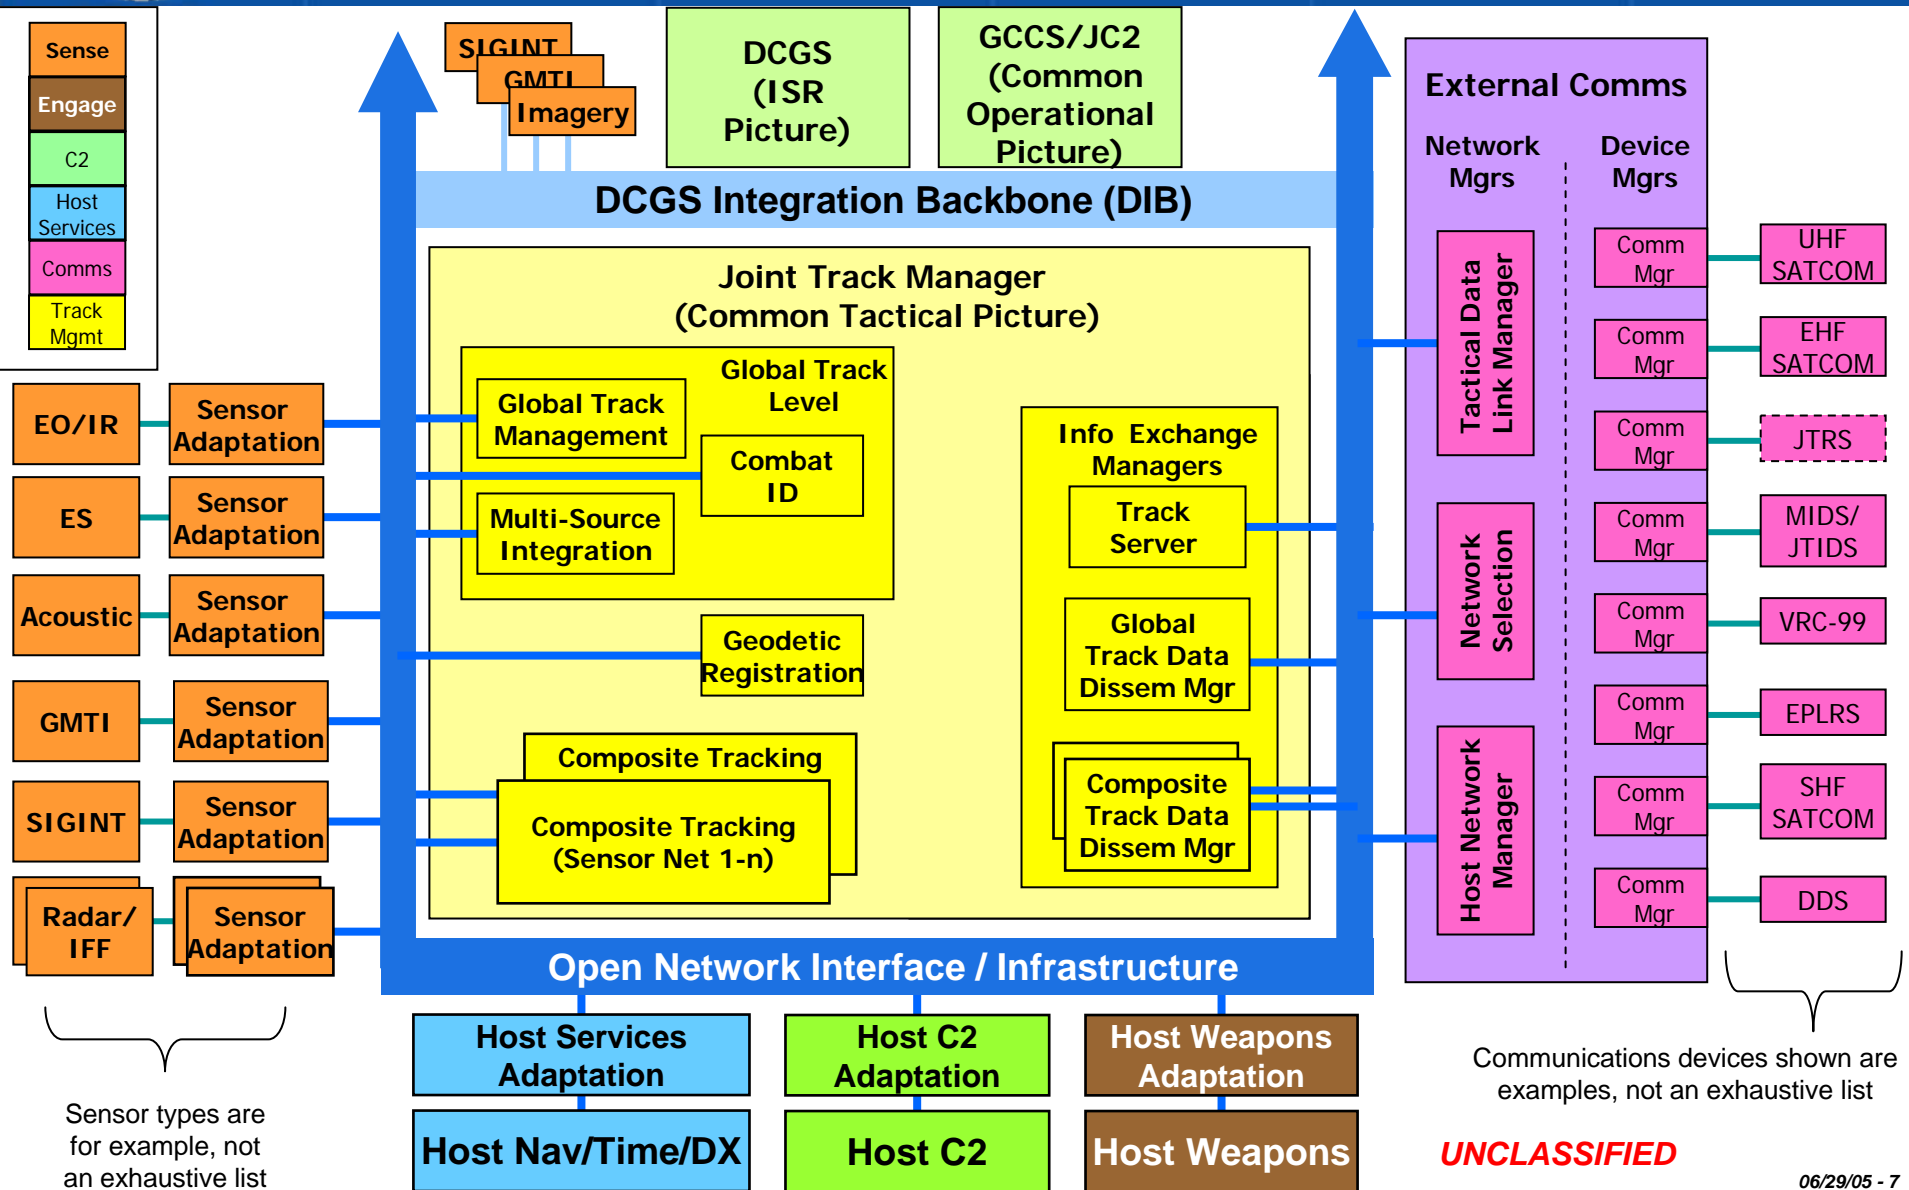 Sense
Engage
C2
Host
Services
Comms
Track
Mgmt
SIGINT
GMTI
Imagery
DCGS
(ISR
Picture)
GCCS/JC2
(Common
Operational
Picture)
DCGS Integration Backbone (DIB)
Joint Track Manager
(Common Tactical Picture)
Global Track
Level
Global Track
Management
Combat
ID
Multi-Source
Integration
Geodetic
Registration
Composite Tracking
Composite Tracking
(Sensor Net 1-n)
Info Exchange
Managers
Track
Server
Global
Track Data
Dissem Mgr
Composite
Track Data
Dissem Mgr
EO/IR
Sensor
Adaptation
ES
Sensor
Adaptation
Acoustic
Sensor
Adaptation
GMTI
Sensor
Adaptation
SIGINT
Sensor
Adaptation
Radar/
IFF
Sensor
Adaptation
Sensor types are
for example, not
an exhaustive list
Open Network Interface / Infrastructure
Host Services
Adaptation
Host C2
Adaptation
Host Weapons
Adaptation
Host Nav/Time/DX
Host C2
Host Weapons
External Comms
Network
Mgrs
Device
Mgrs
Tactical Data
Link Manager
Network
Selection
Host Network
Manager
Comm
Mgr
UHF
SATCOM
Comm
Mgr
EHF
SATCOM
Comm
Mgr
JTRS
Comm
Mgr
MIDS/
JTIDS
Comm
Mgr
VRC-99
Comm
Mgr
EPLRS
Comm
Mgr
SHF
SATCOM
Comm
Mgr
DDS
Communications devices shown are
examples, not an exhaustive list
UNCLASSIFIED
06/29/05 - 7